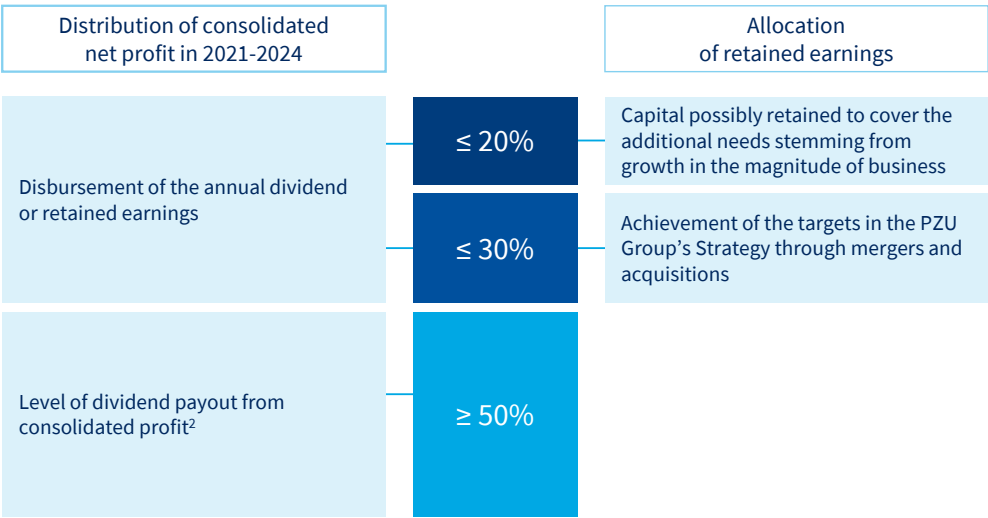 Distribution of consolidated
net profit in 2021-2024
Allocation
of retained earnings
Disbursement of the annual dividend
or retained earnings
≤ 20%
Capital possibly retained to cover the
additional needs stemming from
growth in the magnitude of business
≤ 30%
Achievement of the targets in the PZU
Group’s Strategy through mergers and
acquisitions
Level of dividend payout from
consolidated profit²
≥ 50%